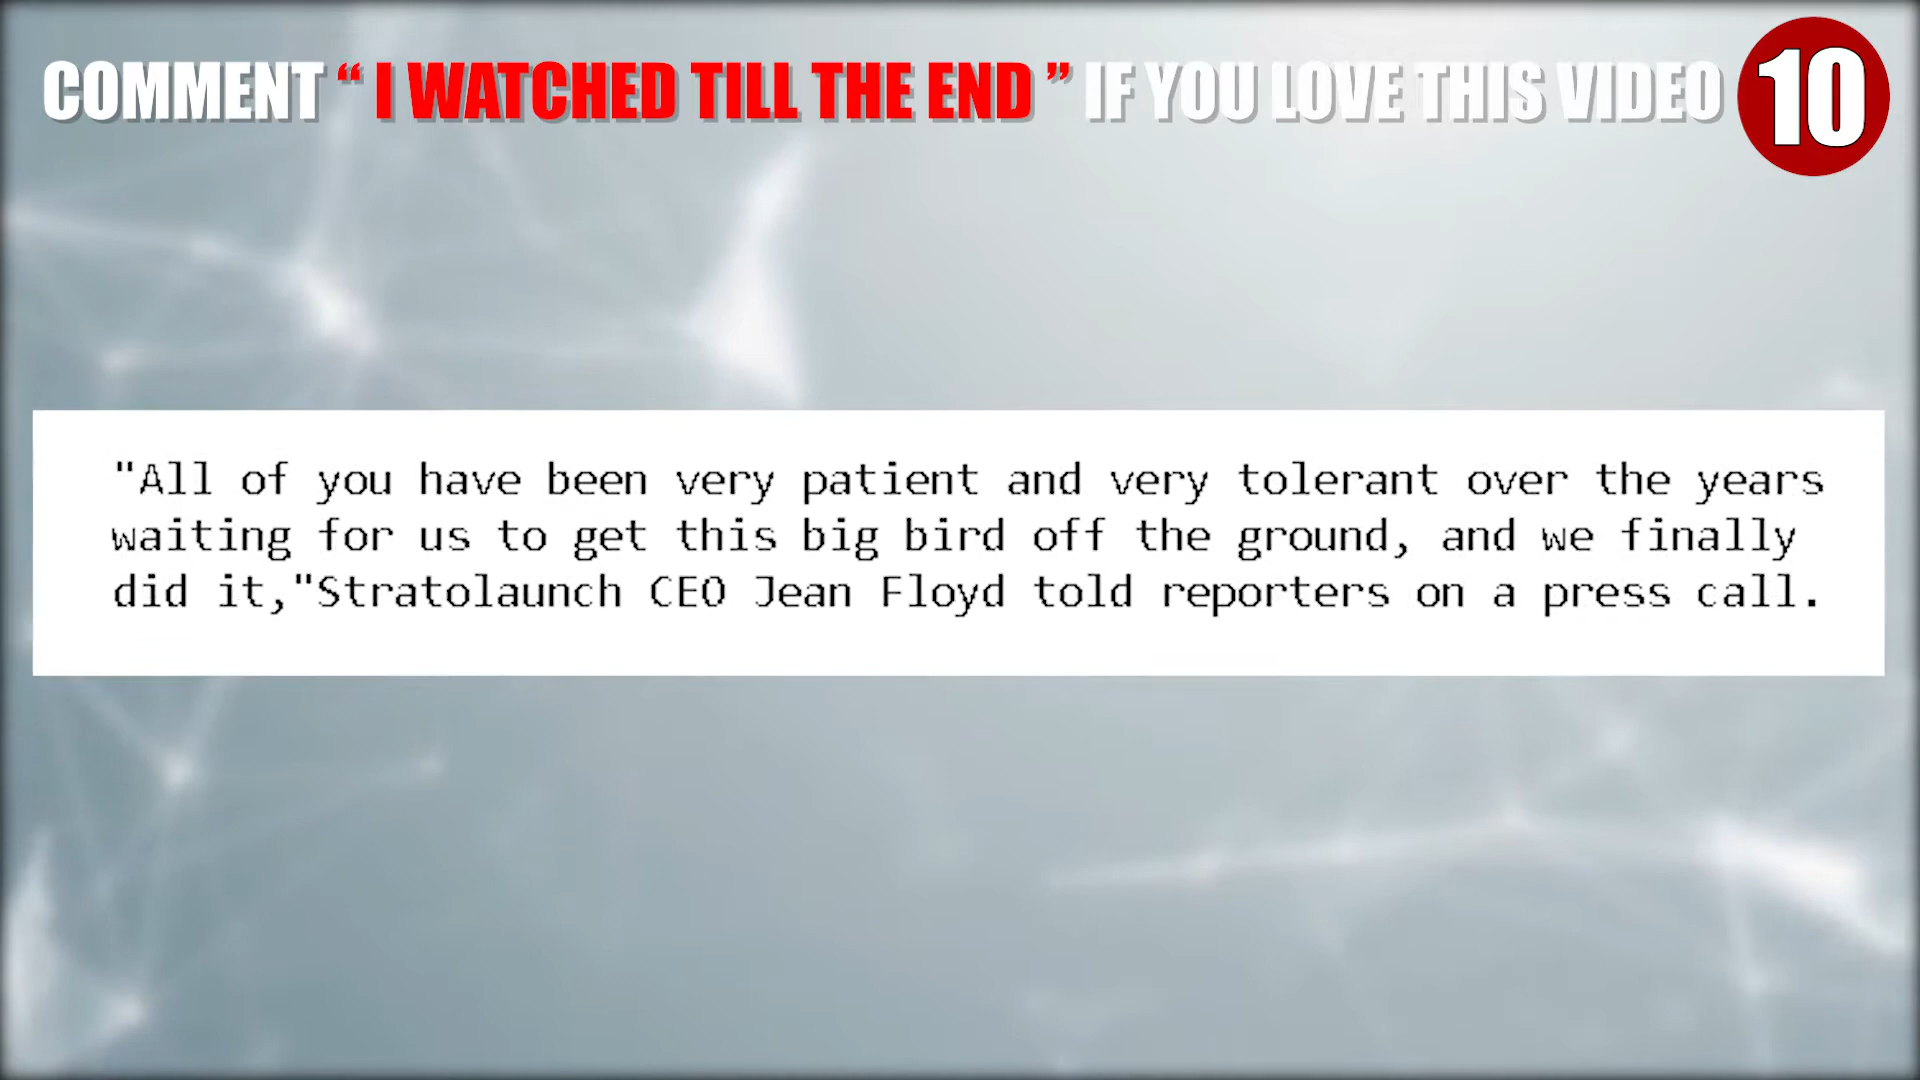 COMMENT “ I WATCHED TILL THE END ” IF YOU LOVE THIS VIDEO 10
"All of you have been very patient and very tolerant over the years
waiting for us to get this big bird off the ground, and we finally
did it,"Stratolaunch CEO Jean Floyd told reporters on a press call.